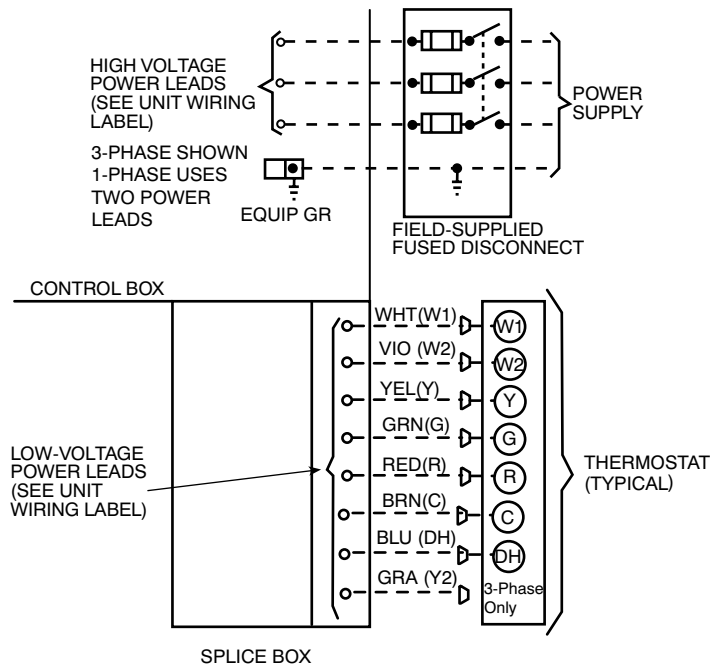 HIGH VOLTAGE
POWER LEADS
(SEE UNIT WIRING
LABEL)
3-PHASE SHOWN
1-PHASE USES
TWO POWER
LEADS
EQUIP GR
POWER
SUPPLY
FIELD-SUPPLIED
FUSED DISCONNECT
CONTROL BOX
WHT(W1)
W1
VIO (W2)
W2
YEL(Y)
Y
GRN(G)
G
RED(R)
R
BRN(C)
C
BLU (DH)
DH
GRA (Y2)
3-Phase
Only
LOW-VOLTAGE
POWER LEADS
(SEE UNIT
WIRING LABEL)
THERMOSTAT
(TYPICAL)
SPLICE BOX